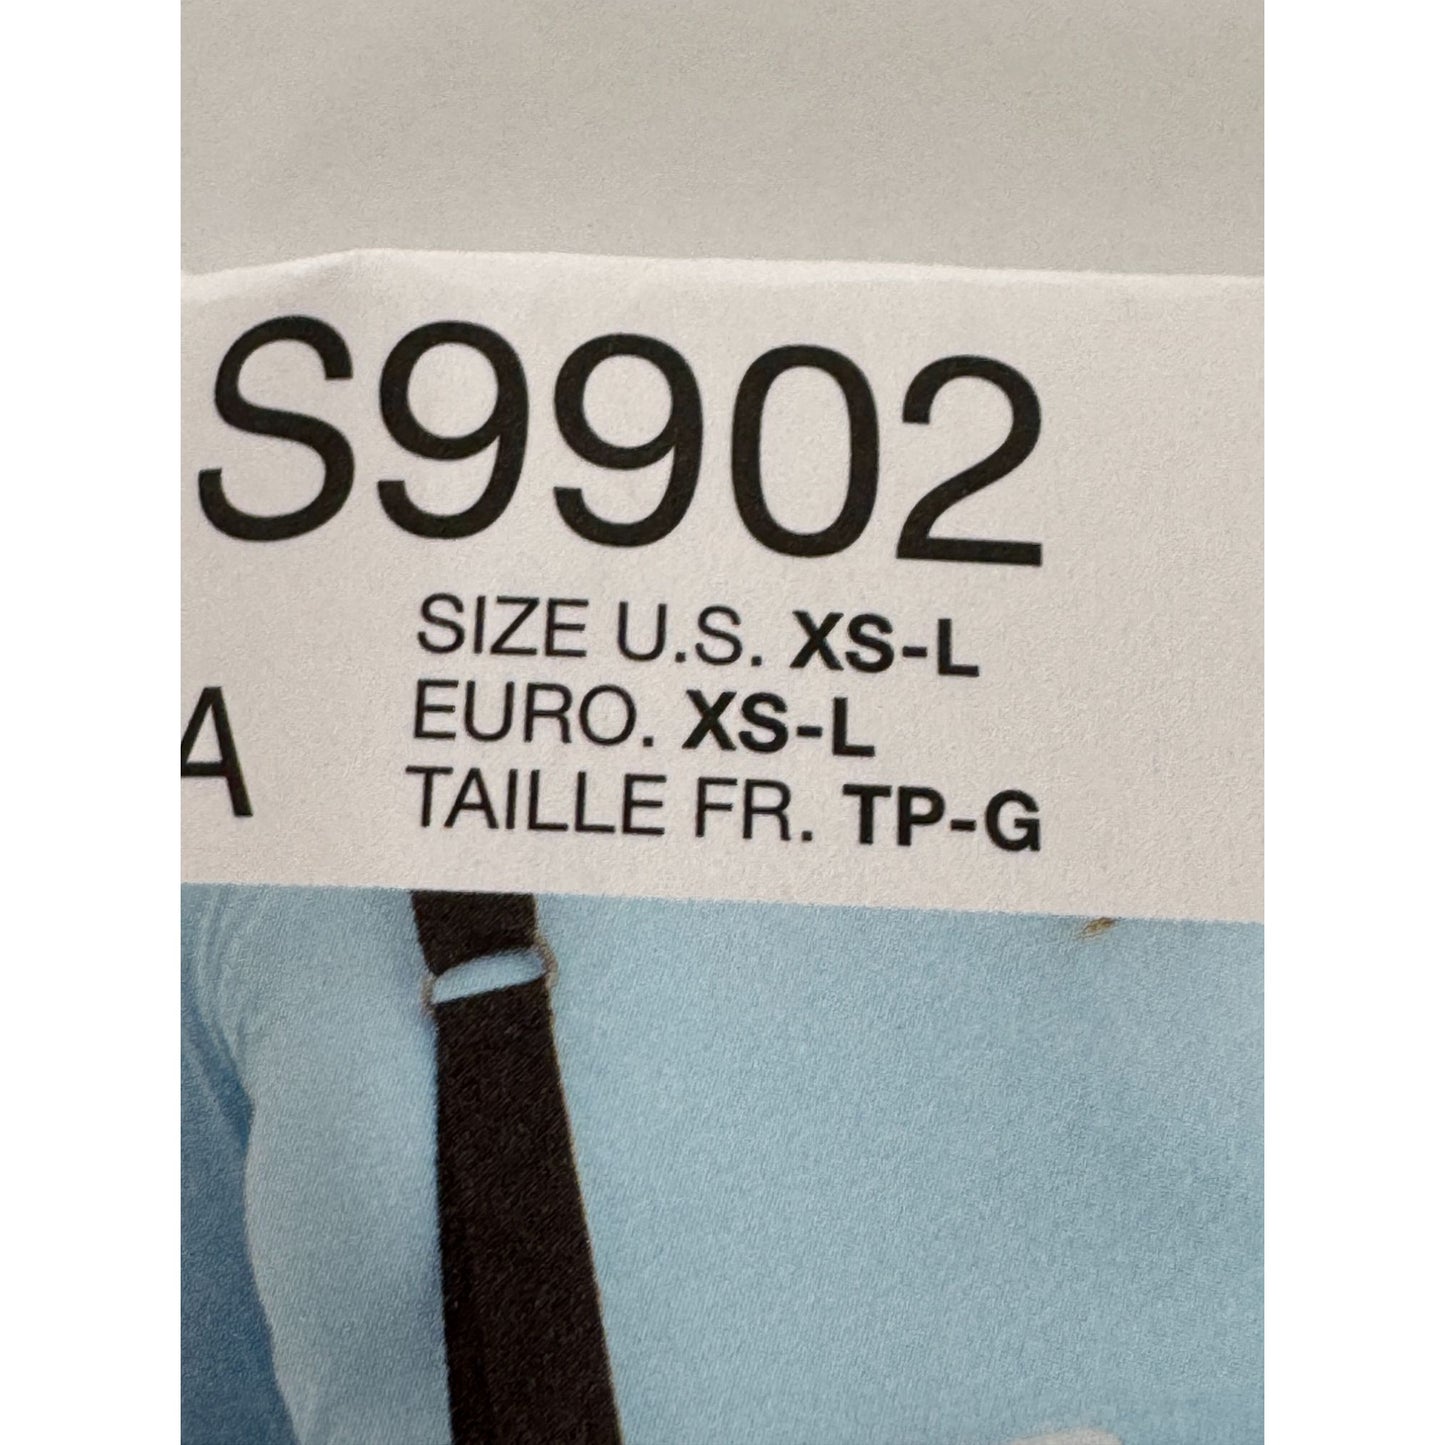 S9902
SIZE U.S. XS-L
EURO. XS-L
A
TAILLE FR. TP-G